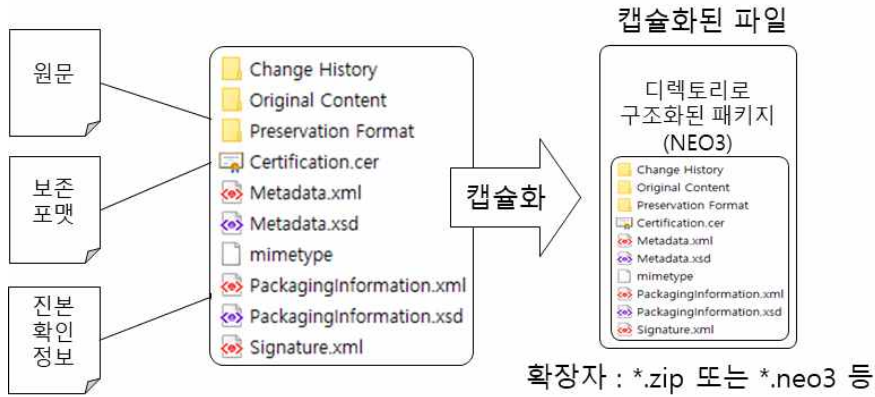 원문
보존
포맷
진본
확인
정보
Change History
Original Content
Preservation Format
Certification.cer
Metadata.xml
Metadata.xsd
mimetype
PackagingInformation.xml
PackagingInformation.xsd
Signature.xml
캡슐화
캡슐화된 파일
디렉토리로
구조화된 패키지
(NEO3)
Change History
Original Content
Preservation Format
Certification.cer
Metadata.xml
Metadata.xsd
mimetype
PackagingInformation.xml
PackagingInformation.xsd
Signature.xml
확장자 : *.zip 또는 *.neo3 등